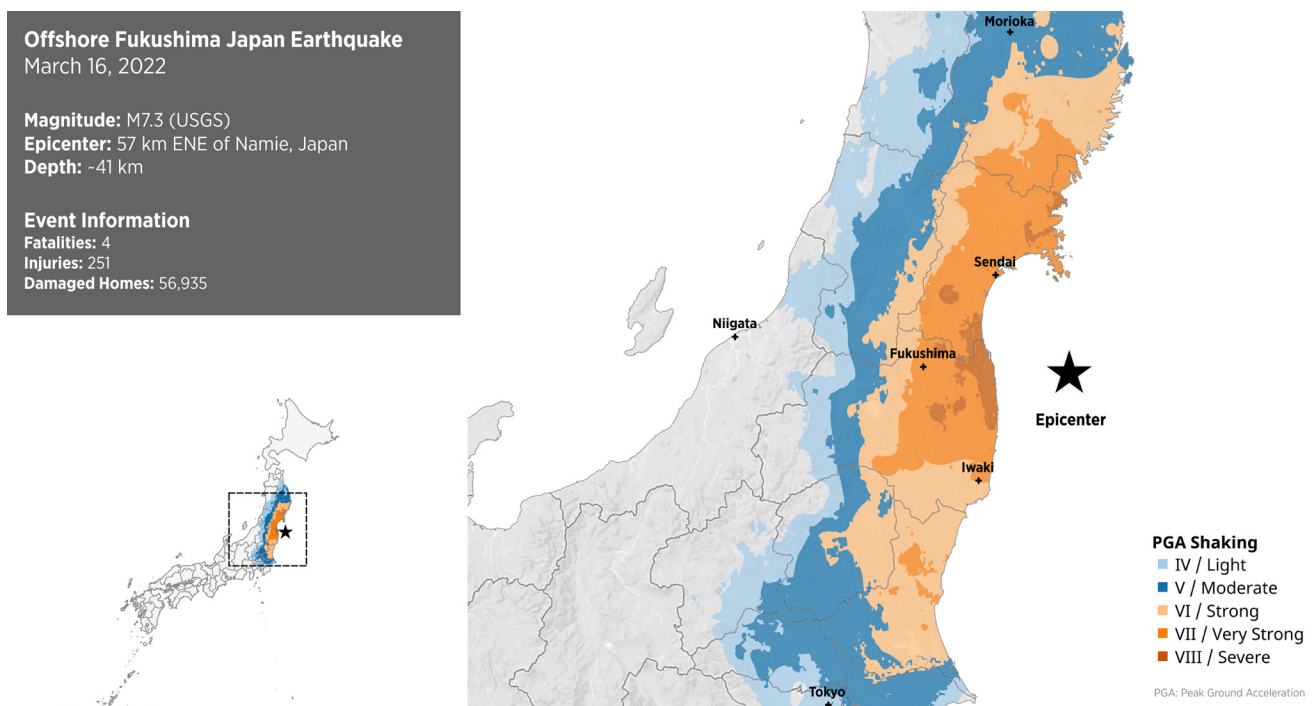 Offshore Fukushima Japan Earthquake
March 16, 2022
Magnitude: M7.3 (USGS)
Epicenter: 57 km ENE of Namie, Japan
Depth: ~41 km
Event Information
Fatalities: 4
Injuries: 251
Damaged Homes: 56,935
Morioka
Sendai
Niigata
Fukushima
Epicenter
Iwaki
Tokyo
PGA Shaking
IV / Light
V / Moderate
VI / Strong
VII / Very Strong
VIII / Severe
PGA: Peak Ground Acceleration